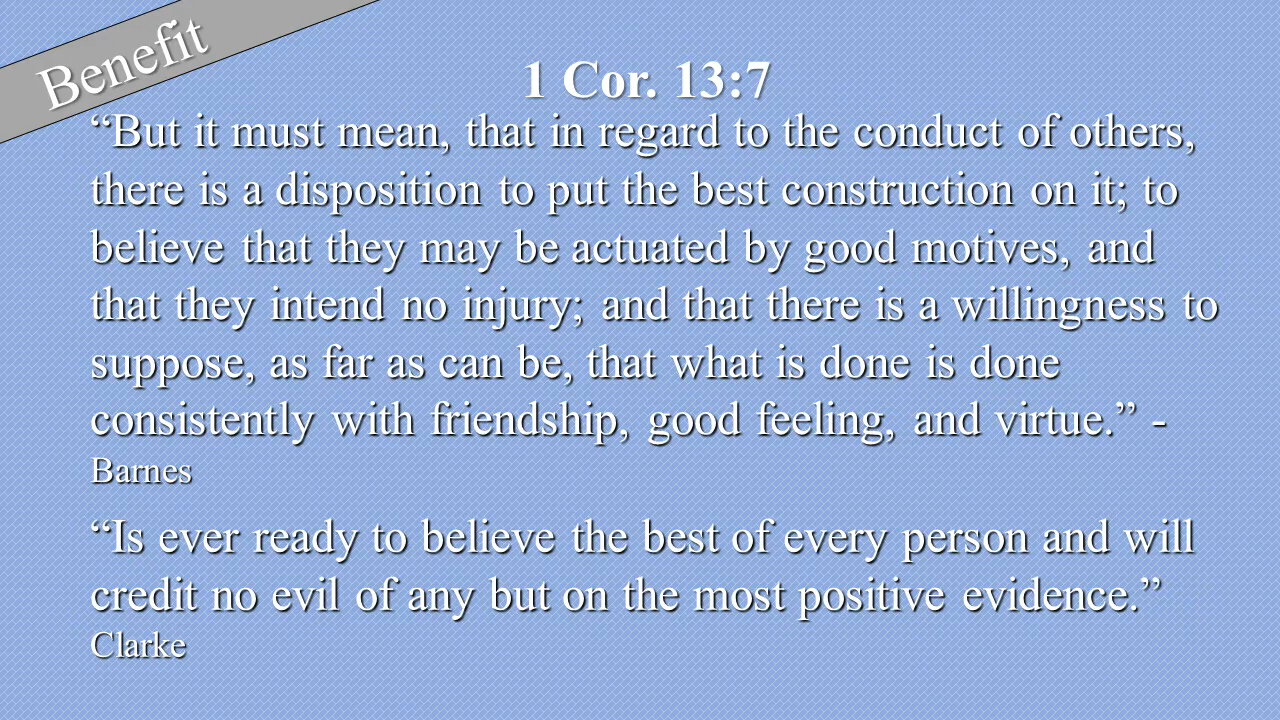 Benefit
1 Cor. 13:7
“But it must mean, that in regard to the conduct of others,
there is a disposition to put the best construction on it; to
believe that they may be actuated by good motives, and
that they intend no injury; and that there is a willingness to
suppose, as far as can be, that what is done is done
consistently with friendship, good feeling, and virtue.” -
Barnes
“Is ever ready to believe the best of every person and will
credit no evil of any but on the most positive evidence.”
Clarke